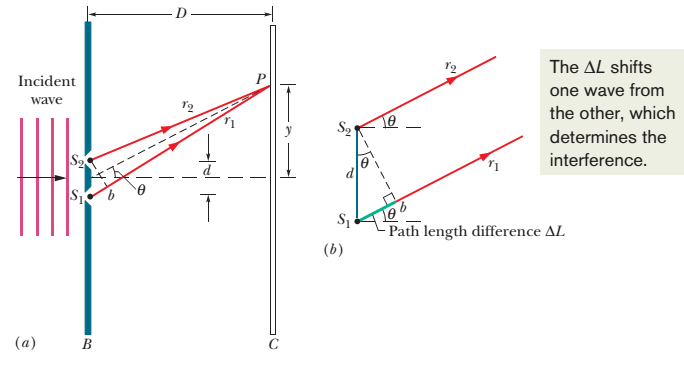 D
Incident
wave
P
r2
r1
y
S2
d
S1
b
θ
(a)
B
C
r2
S2
θ
θ
d
r1
S1
θ
b
Path length difference ΔL
(b)
The ΔL shifts
one wave from
the other, which
determines the
interference.